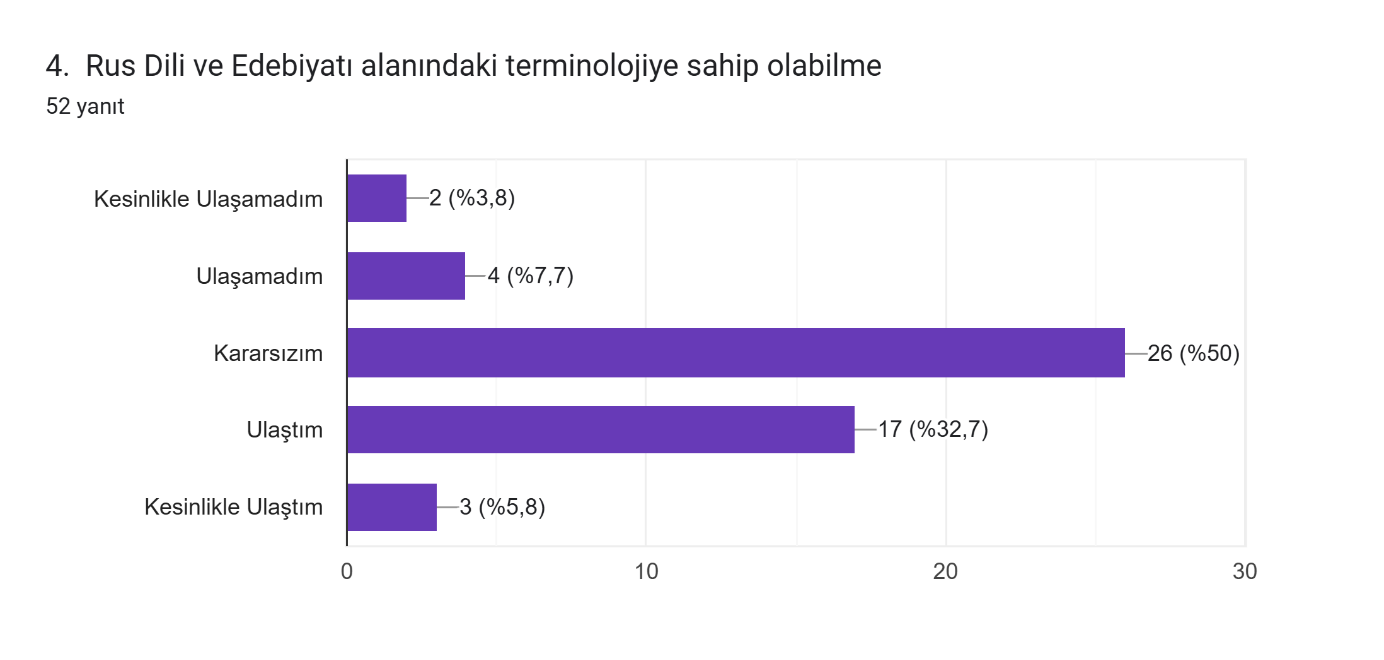 4. Rus Dili ve Edebiyatı alanındaki terminolojiye sahip olabilme
52 yanıt
Kesinlikle Ulaşamadım
2 (%3,8)
Ulaşamadım
4 (%7,7)
Kararsızım
26 (%50)
Ulaştım
17 (%32,7)
Kesinlikle Ulaştım
3 (%5,8)
0 10 20 30